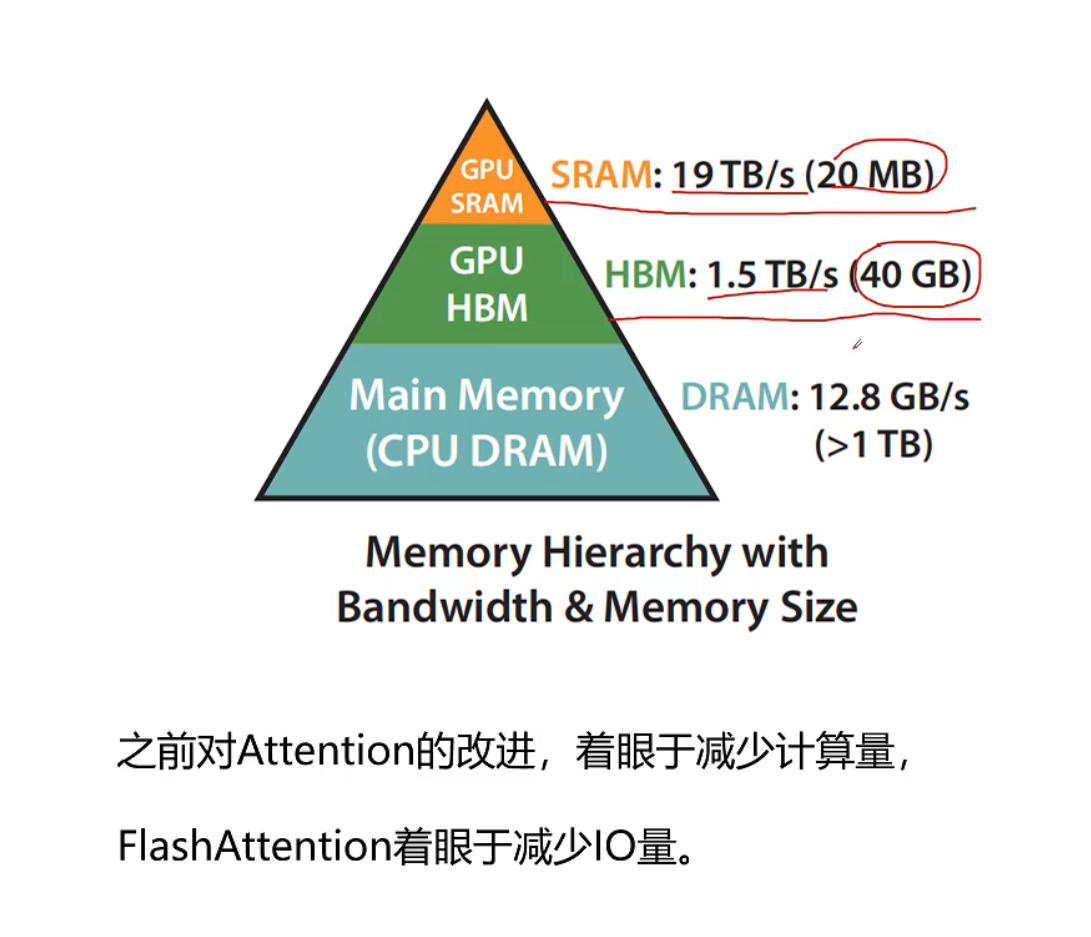 GPU
SRAM
SRAM: 19 TB/s (20 MB)
GPU
HBM
HBM: 1.5 TB/s (40 GB)
Main Memory
(CPU DRAM)
DRAM: 12.8 GB/s
(>1 TB)
Memory Hierarchy with
Bandwidth & Memory Size
之前对Attention的改进，着眼于减少计算量，
FlashAttention着眼于减少IO量。